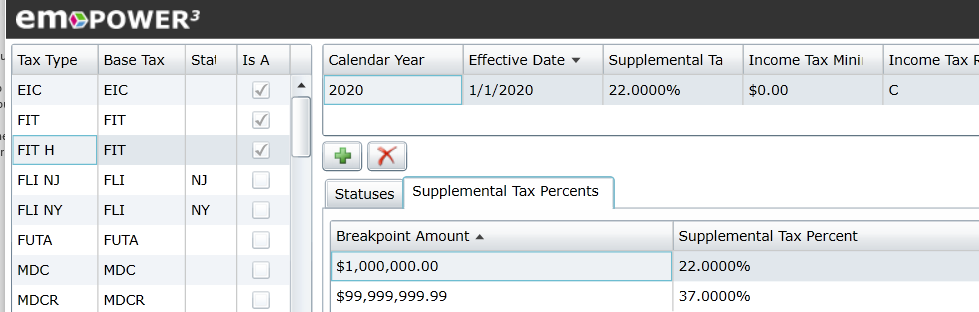 emPOWER³
Tax Type Base Tax Stat Is A
EIC EIC
FIT FIT
FIT H FIT
FLI NJ FLI NJ
FLI NY FLI NY
FUTA FUTA
MDC MDC
MDCR MDCR
Calendar Year Effective Date Supplemental Ta Income Tax Mini Income Tax R
2020 1/1/2020 22.0000% $0.00 C
Statuses Supplemental Tax Percents
Breakpoint Amount Supplemental Tax Percent
$1,000,000.00 22.0000%
$99,999,999.99 37.0000%